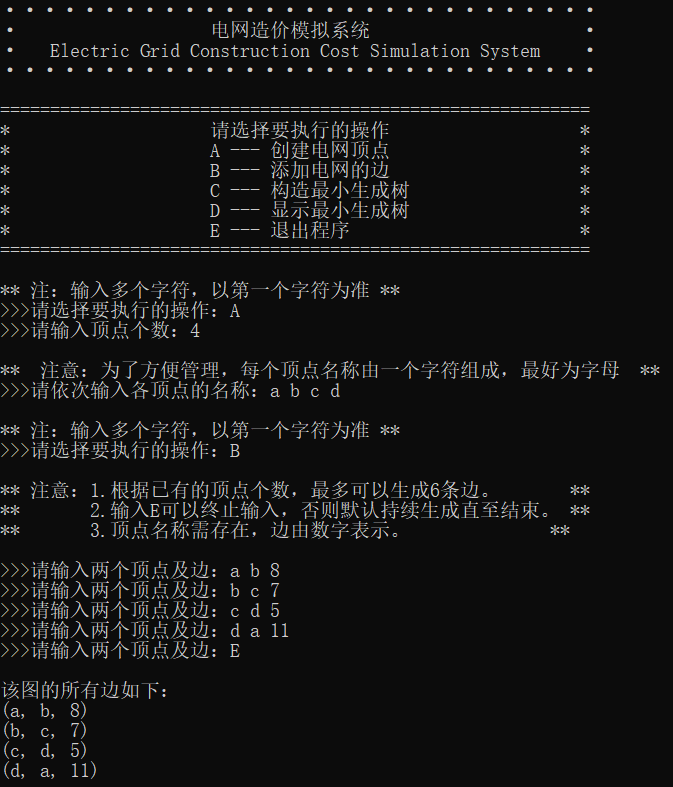 电网造价模拟系统
Electric Grid Construction Cost Simulation System
===========================================================
* 请选择要执行的操作 *
* A --- 创建电网顶点 *
* B --- 添加电网的边 *
* C --- 构造最小生成树 *
* D --- 显示最小生成树 *
* E --- 退出程序 *
===========================================================
** 注：输入多个字符，以第一个字符为准 **
>>>请选择要执行的操作：A
>>>请输入顶点个数：4
** 注意：为了方便管理，每个顶点名称由一个字符组成，最好为字母 **
>>>请依次输入各顶点的名称：a b c d
** 注：输入多个字符，以第一个字符为准 **
>>>请选择要执行的操作：B
** 注意：1.根据已有的顶点个数，最多可以生成6条边。 **
** 2.输入E可以终止输入，否则默认持续生成直至结束。 **
** 3.顶点名称需存在，边由数字表示。 **
>>>请输入两个顶点及边：a b 8
>>>请输入两个顶点及边：b c 7
>>>请输入两个顶点及边：c d 5
>>>请输入两个顶点及边：d a 11
>>>请输入两个顶点及边：E
该图的所有边如下：
(a, b, 8)
(b, c, 7)
(c, d, 5)
(d, a, 11)